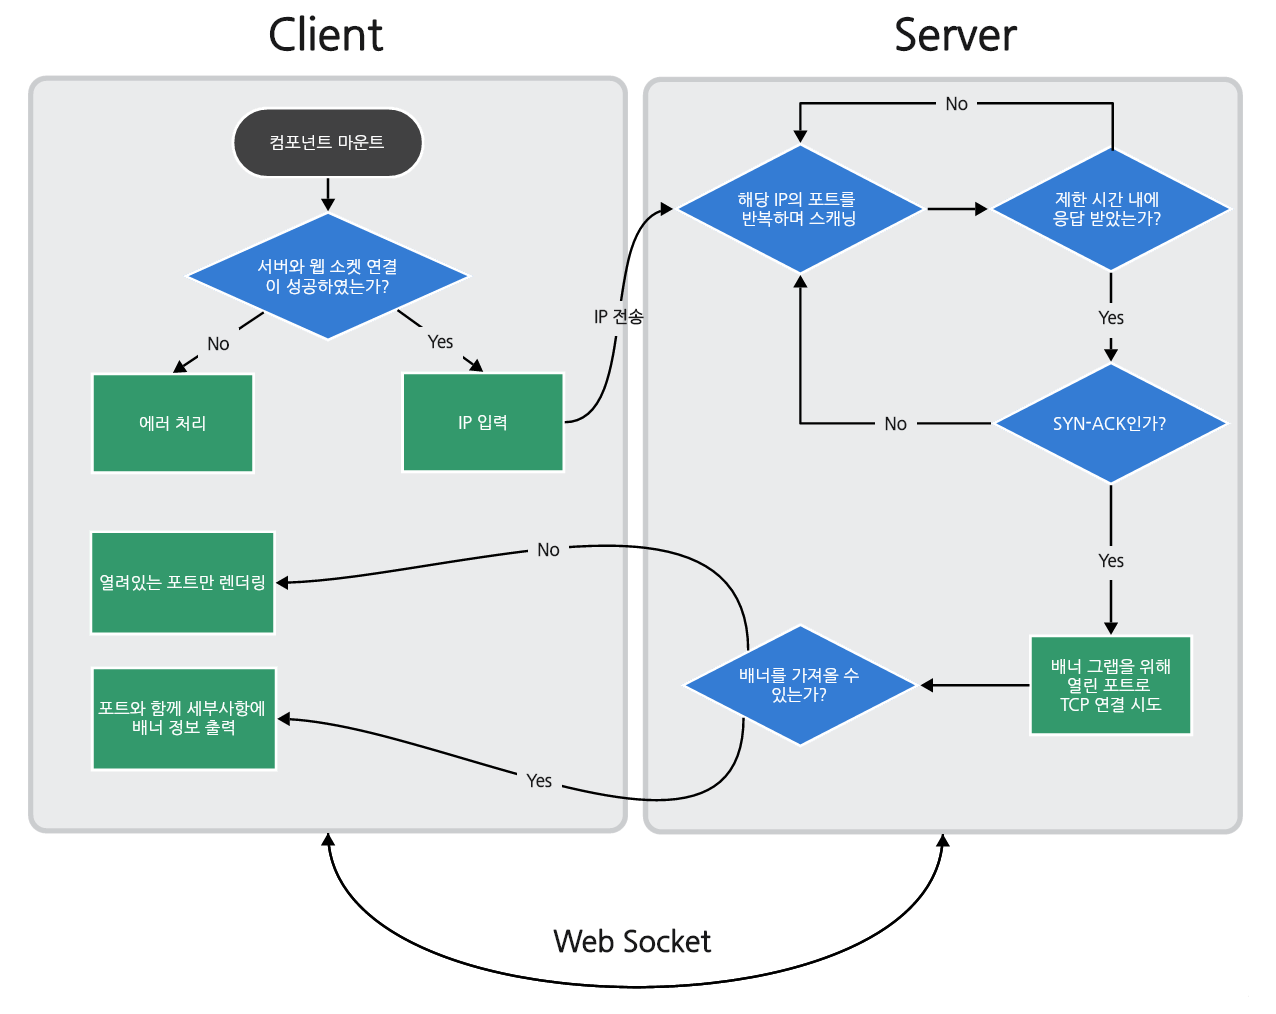 Client
Server
컴포넌트 마운트
서버와 웹 소켓 연결
이 성공하였는가?
No
Yes
에러 처리
IP 입력
IP 전송
해당 IP의 포트를
반복하며 스캐닝
No
제한 시간 내에
응답 받았는가?
Yes
SYN-ACK인가?
No
Yes
배너 그랩을 위해
열린 포트로
TCP 연결 시도
배너를 가져올 수
있는가?
No
열려있는 포트만 렌더링
Yes
포트와 함께 세부사항에
배너 정보 출력
Web Socket